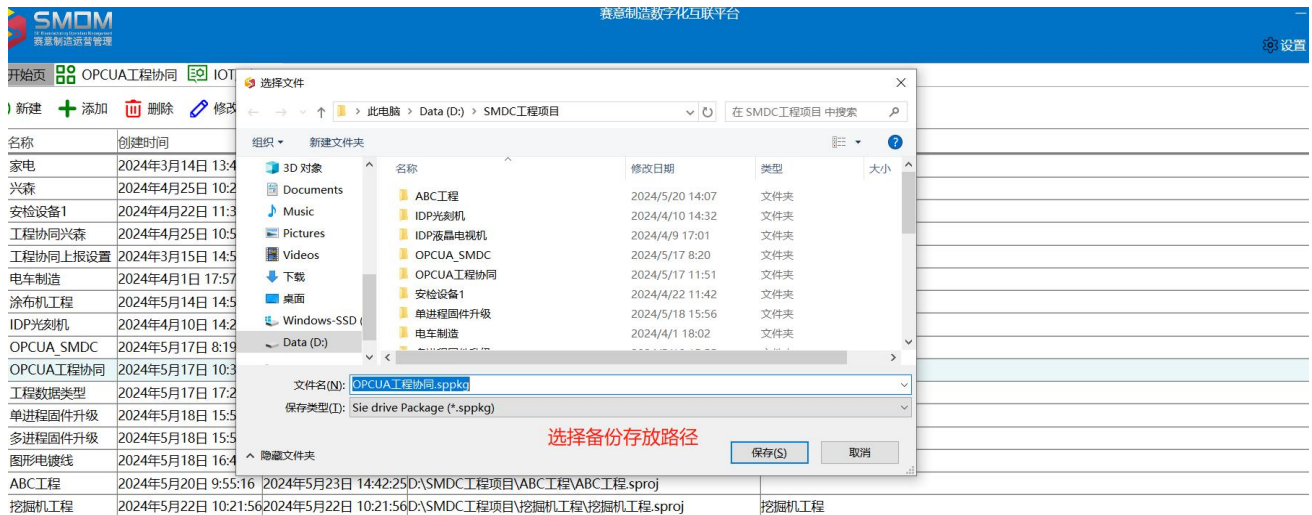 赛意制造数字化互联平台
SMOM
赛意制造运营管理
设置
开始页 OPCUA工程协同 IOT
选择文件
新建 添加 删除 修改
此电脑 > Data (D:) > SMDC工程项目
在 SMDC工程项目 中搜索
组织 新建文件夹
名称 创建时间
3D 对象
Documents
Music
Pictures
Videos
下载
桌面
Windows-SSD (
Data (D:)
名称 修改日期 类型 大小
ABC工程 2024/5/20 14:07 文件夹
IDP光刻机 2024/4/10 14:32 文件夹
IDP液晶电视机 2024/4/9 17:01 文件夹
OPCUA_SMDC 2024/5/17 8:20 文件夹
OPCUA工程协同 2024/5/17 11:51 文件夹
安检设备1 2024/4/22 11:42 文件夹
单进程固件升级 2024/5/18 15:56 文件夹
电车制造 2024/4/1 18:02 文件夹
文件名(N): OPCUA工程协同.sppkg
保存类型(T): Sie drive Package (*.sppkg)
选择备份存放路径
隐藏文件夹
保存(S) 取消
家电 2024年3月14日 13:4
兴森 2024年4月25日 10:2
安检设备1 2024年4月22日 11:3
工程协同兴森 2024年4月25日 10:5
工程协同上报设置 2024年3月15日 14:5
电车制造 2024年4月1日 17:57
涂布机工程 2024年5月14日 14:5
IDP光刻机 2024年4月10日 14:2
OPCUA_SMDC 2024年5月17日 8:19
OPCUA工程协同 2024年5月17日 10:3
工程数据类型 2024年5月17日 17:2
单进程固件升级 2024年5月18日 15:5
多进程固件升级 2024年5月18日 15:5
图形电镀线 2024年5月18日 16:4
ABC工程 2024年5月20日 9:55:16 2024年5月23日 14:42:25 D:\SMDC工程项目\ABC工程\ABC工程.sproj
挖掘机工程 2024年5月22日 10:21:56 2024年5月22日 10:21:56 D:\SMDC工程项目\挖掘机工程\挖掘机工程.sproj 挖掘机工程